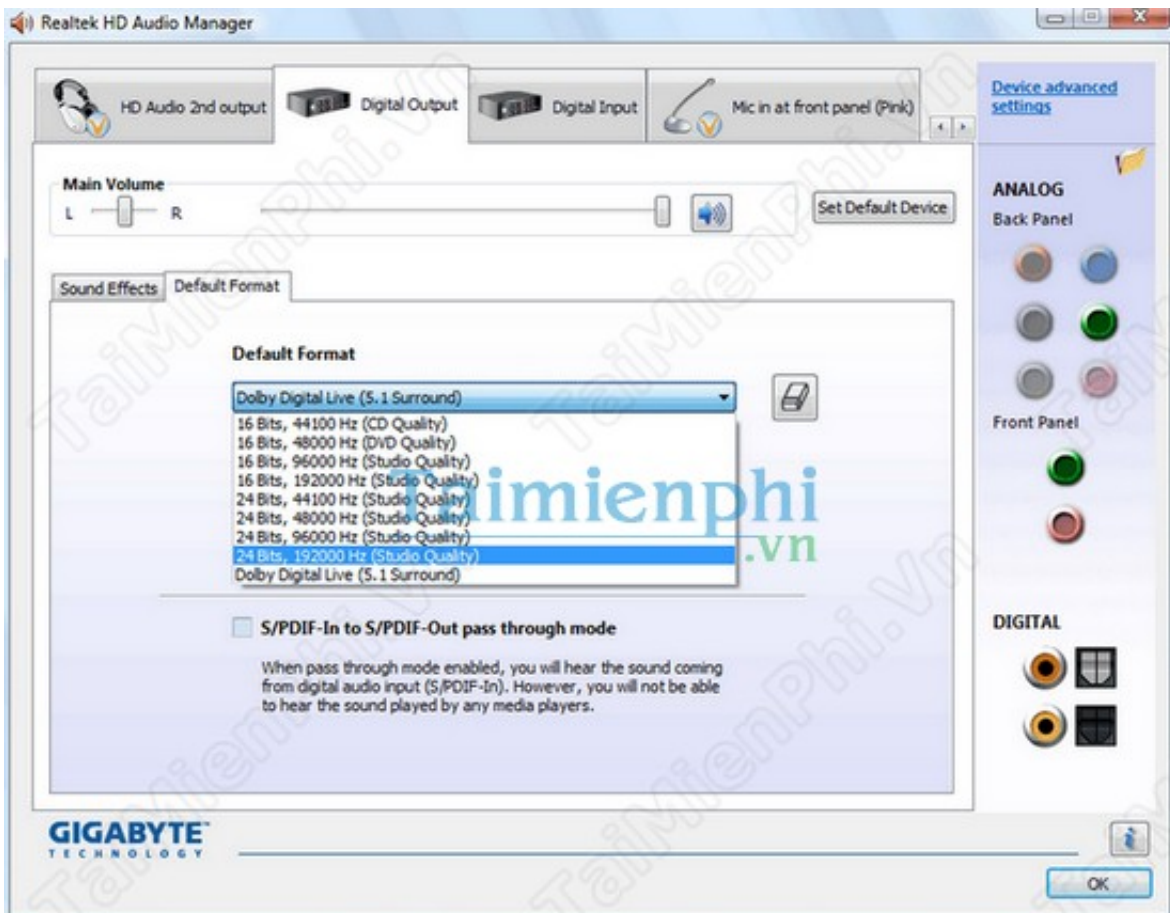 Realtek HD Audio Manager
HD Audio 2nd output
Digital Output
Digital Input
Mic in at front panel (Pink)
Device advanced
settings
Main Volume
L
R
Set Default Device
ANALOG
Back Panel
Sound Effects
Default Format
Default Format
Dolby Digital Live (5.1 Surround)
16 Bits, 44100 Hz (CD Quality)
16 Bits, 48000 Hz (DVD Quality)
16 Bits, 96000 Hz (Studio Quality)
16 Bits, 192000 Hz (Studio Quality)
24 Bits, 44100 Hz (Studio Quality)
24 Bits, 48000 Hz (Studio Quality)
24 Bits, 96000 Hz (Studio Quality)
24 Bits, 192000 Hz (Studio Quality)
Dolby Digital Live (5.1 Surround)
Front Panel
Taimienphi
.vn
S/PDIF-In to S/PDIF-Out pass through mode
When pass through mode enabled, you will hear the sound coming
from digital audio input (S/PDIF-In). However, you will not be able
to hear the sound played by any media players.
DIGITAL
GIGABYTE™
TECHNOLOGY
OK
TaiMienPhi.Vn